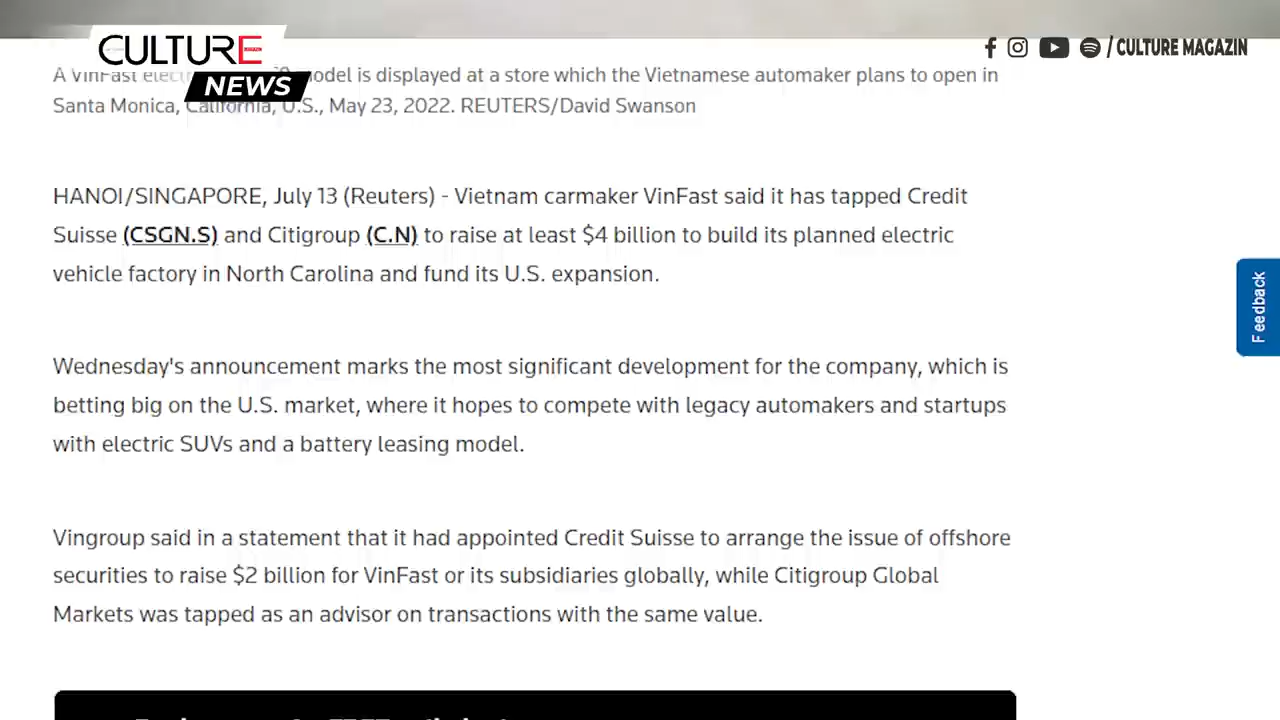 CULTURE
NEWS
/ CULTURE MAGAZIN
A VinFast model is displayed at a store which the Vietnamese automaker plans to open in
Santa Monica, California, U.S., May 23, 2022. REUTERS/David Swanson
HANOI/SINGAPORE, July 13 (Reuters) - Vietnam carmaker VinFast said it has tapped Credit
Suisse (CSGN.S) and Citigroup (C.N) to raise at least $4 billion to build its planned electric
vehicle factory in North Carolina and fund its U.S. expansion.
Feedback
Wednesday's announcement marks the most significant development for the company, which is
betting big on the U.S. market, where it hopes to compete with legacy automakers and startups
with electric SUVs and a battery leasing model.
Vingroup said in a statement that it had appointed Credit Suisse to arrange the issue of offshore
securities to raise $2 billion for VinFast or its subsidiaries globally, while Citigroup Global
Markets was tapped as an advisor on transactions with the same value.